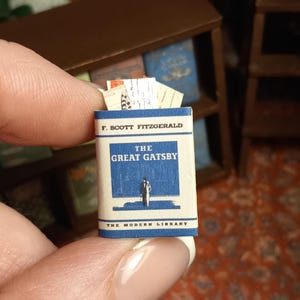 F. SCOTT FITZGERALD
THE
GREAT GATSBY
THE MODERN LIBRARY